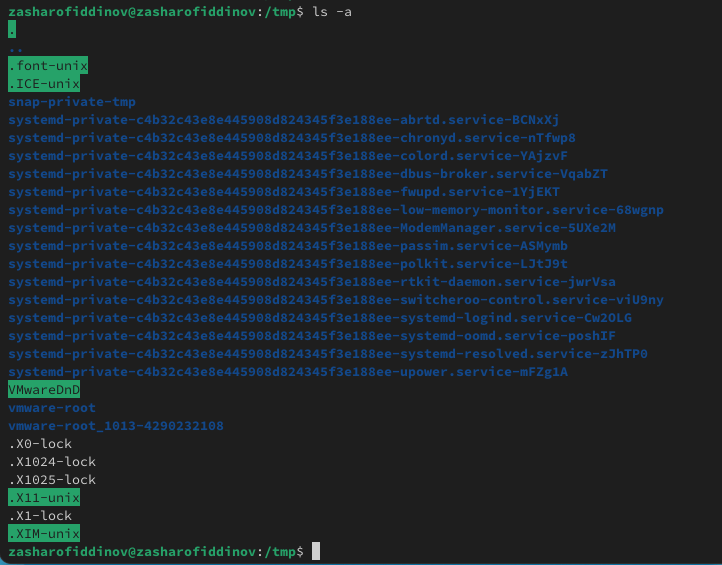 zasharofiddinov@zasharofiddinov:/tmp$ ls -a
.
..
.font-unix
.ICE-unix
snap-private-tmp
systemd-private-c4b32c43e8e445908d824345f3e188ee-abrtd.service-BCNxXj
systemd-private-c4b32c43e8e445908d824345f3e188ee-chronyd.service-nTfwp8
systemd-private-c4b32c43e8e445908d824345f3e188ee-colord.service-YAjzvF
systemd-private-c4b32c43e8e445908d824345f3e188ee-dbus-broker.service-VqabZT
systemd-private-c4b32c43e8e445908d824345f3e188ee-fwupd.service-1YjEKT
systemd-private-c4b32c43e8e445908d824345f3e188ee-low-memory-monitor.service-68wgnp
systemd-private-c4b32c43e8e445908d824345f3e188ee-ModemManager.service-5UXe2M
systemd-private-c4b32c43e8e445908d824345f3e188ee-passim.service-ASMymb
systemd-private-c4b32c43e8e445908d824345f3e188ee-polkit.service-LJtJ9t
systemd-private-c4b32c43e8e445908d824345f3e188ee-rtkit-daemon.service-jwrVsa
systemd-private-c4b32c43e8e445908d824345f3e188ee-switcheroo-control.service-viU9ny
systemd-private-c4b32c43e8e445908d824345f3e188ee-systemd-logind.service-Cw2OLG
systemd-private-c4b32c43e8e445908d824345f3e188ee-systemd-oomd.service-poshIF
systemd-private-c4b32c43e8e445908d824345f3e188ee-systemd-resolved.service-zJhTP0
systemd-private-c4b32c43e8e445908d824345f3e188ee-upower.service-mFZg1A
VMwareDnD
vmware-root
vmware-root_1013-4290232108
.X0-lock
.X1024-lock
.X1025-lock
.X11-unix
.X1-lock
.XIM-unix
zasharofiddinov@zasharofiddinov:/tmp$